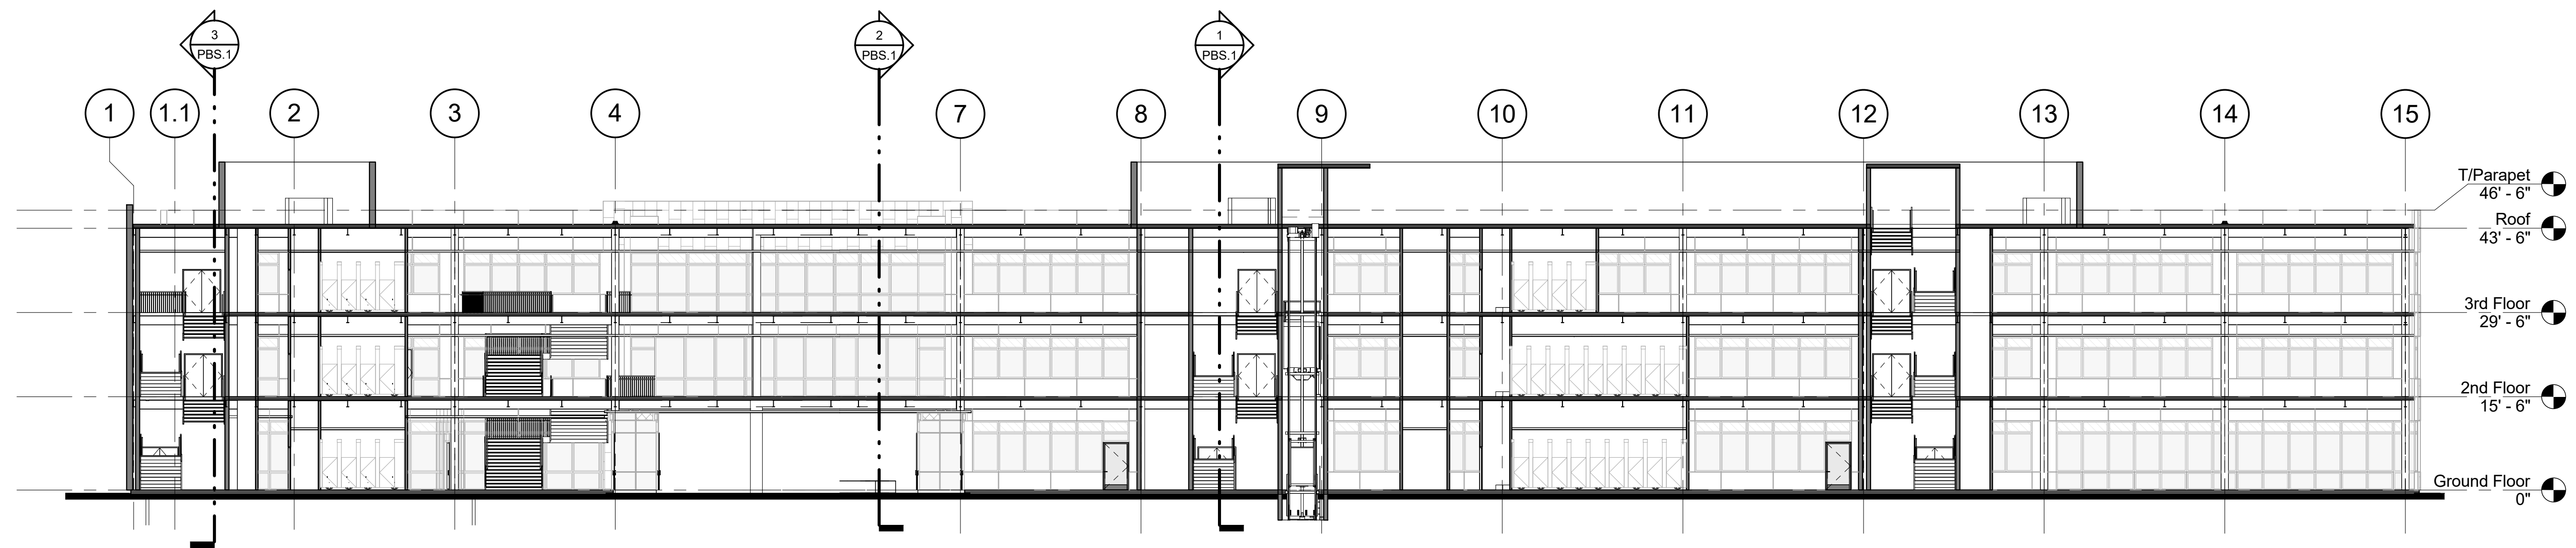 3
PBS.1
2
PBS.1
1
PBS.1
1
1.1
2
3
4
7
8
9
10
11
12
13
14
15
T/Parapet
46' - 6"
Roof
43' - 6"
3rd Floor
29' - 6"
2nd Floor
15' - 6"
Ground Floor
0"